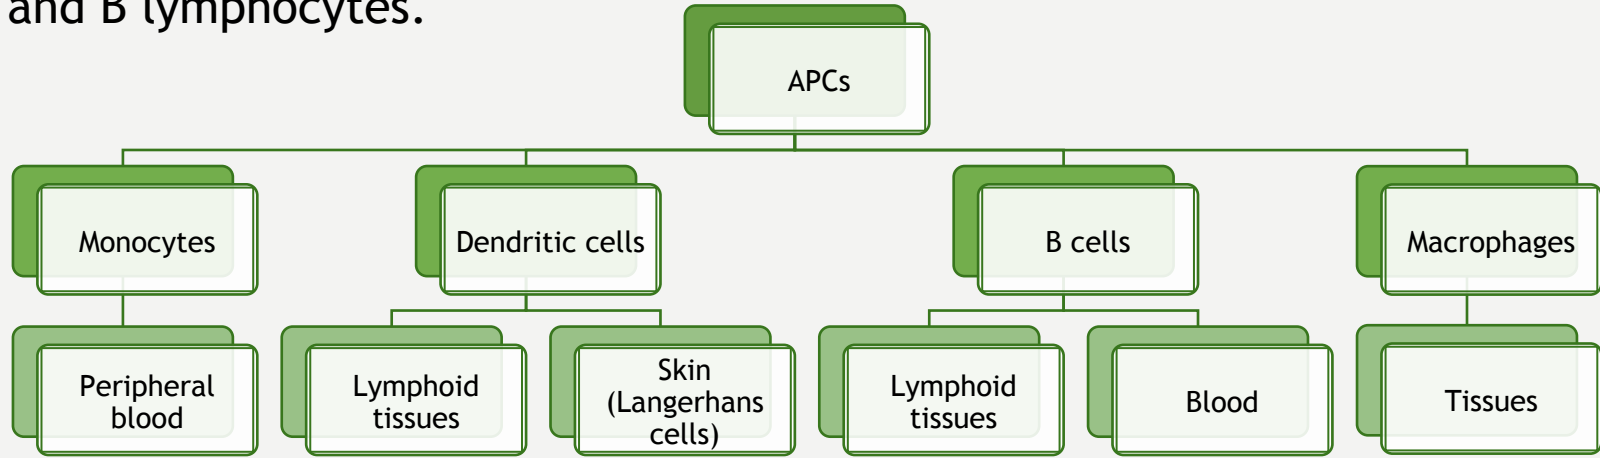 and B lymphocytes.
APCs
Monocytes
Dendritic cells
B cells
Macrophages
Peripheral
blood
Lymphoid
tissues
Skin
(Langerhans
cells)
Lymphoid
tissues
Blood
Tissues